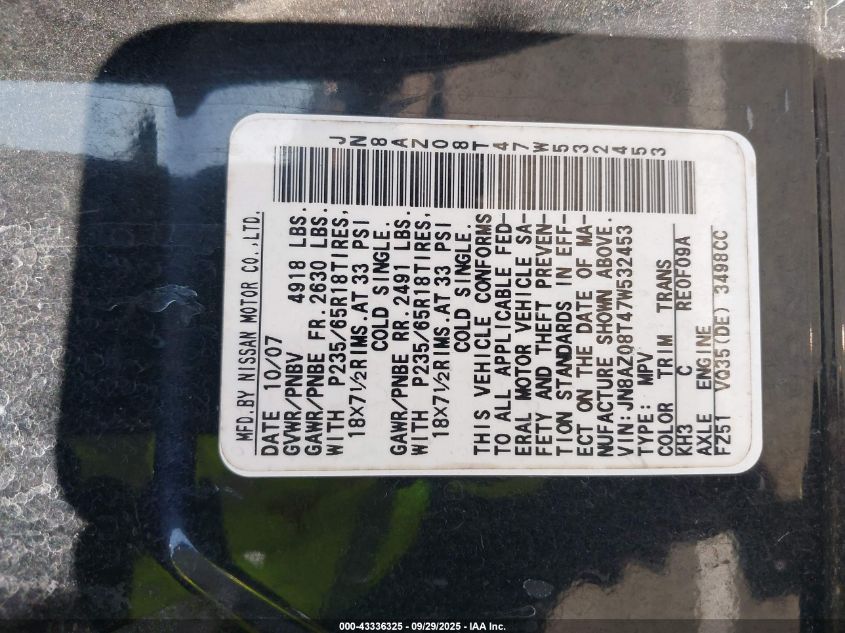 JN8AZ08T47W532453
MFD.BY NISSAN MOTOR CO.,LTD.
DATE 10/07
GVWR/PNBV 4918 LBS.
GAWR/PNBE FR. 2630 LBS.
WITH P235/65R18TIRES,
18X7½RIMS.AT 33 PSI
COLD SINGLE.
GAWR/PNBE RR. 2491 LBS.
WITH P235/65R18TIRES,
18X7½RIMS.AT 33 PSI
COLD SINGLE.
THIS VEHICLE CONFORMS
TO ALL APPLICABLE FED-
ERAL MOTOR VEHICLE SA-
FETY AND THEFT PREVEN-
TION STANDARDS IN EFF-
ECT ON THE DATE OF MA-
NUFACTURE SHOWN ABOVE.
VIN:JN8AZ08T47W532453
TYPE: MPV
COLOR TRIM TRANS
KH3 C RE0F09A
AXLE ENGINE
FZ51 VQ35(DE) 3498CC
000-43336325 - 09/29/2025 - IAA Inc.